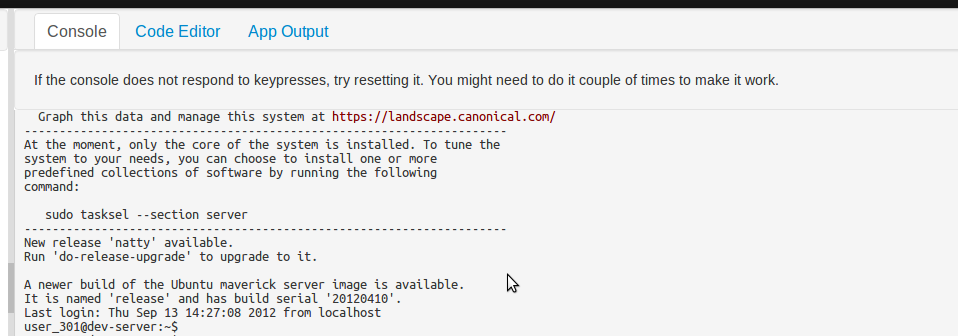 Console Code Editor App Output
If the console does not respond to keypresses, try resetting it. You might need to do it couple of times to make it work.
Graph this data and manage this system at https://landscape.canonical.com/
---------------------------------------------------------------------
At the moment, only the core of the system is installed. To tune the
system to your needs, you can choose to install one or more
predefined collections of software by running the following
command:
sudo tasksel --section server
---------------------------------------------------------------------
New release 'natty' available.
Run 'do-release-upgrade' to upgrade to it.
A newer build of the Ubuntu maverick server image is available.
It is named 'release' and has build serial '20120410'.
Last login: Thu Sep 13 14:27:08 2012 from localhost
user_301@dev-server:~$